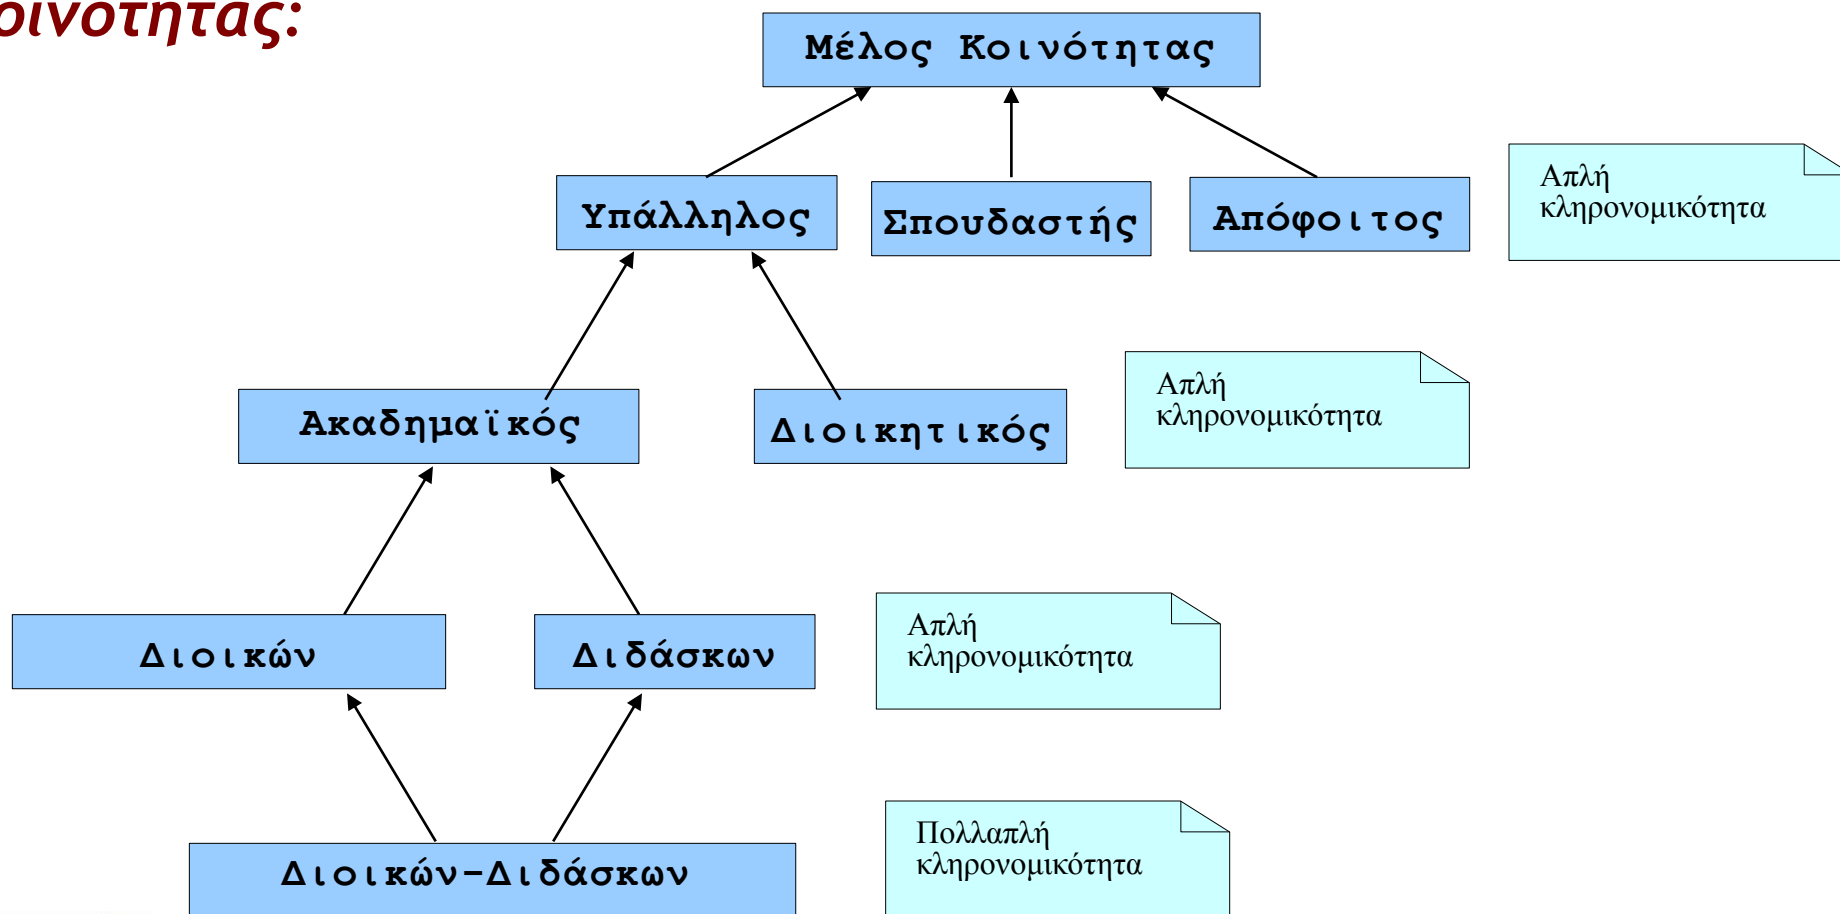 οινότητας:
Μέλος Κοινότητας
Υπάλληλος
Σπουδαστής
Απόφοιτος
Απλή
κληρονομικότητα
Ακαδημαϊκός
Διοικητικός
Απλή
κληρονομικότητα
Διοικών
Διδάσκων
Απλή
κληρονομικότητα
Διοικών-Διδάσκων
Πολλαπλή
κληρονομικότητα